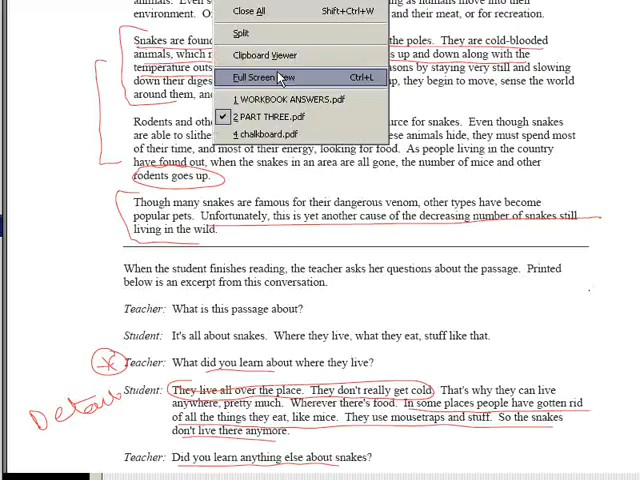 animals. Even
as humans move into their
environment.
and their meat, or for recreation.
Close All Shift+Ctrl+W
Split
Clipboard Viewer
Full Screen View Ctrl+L
1 WORKBOOK ANSWERS.pdf
2 PART THREE.pdf
4 chalkboard.pdf
Snakes are found
the poles. They are cold-blooded
animals, which
up and down along with the
temperature outs
asons by staying very still and slowing
down their diges
up, they begin to move, sense the world
around them, and
Rodents and othe
urce for snakes. Even though snakes
are able to slithe
ese animals hide, they must spend most
of their time, and most of their energy, looking for food. As people living in the country
have found out, when the snakes in an area are all gone, the number of mice and other
rodents goes up.
Though many snakes are famous for their dangerous venom, other types have become
popular pets. Unfortunately, this is yet another cause of the decreasing number of snakes still
living in the wild.
When the student finishes reading, the teacher asks her questions about the passage. Printed
below is an excerpt from this conversation.
Teacher: What is this passage about?
Student: It's all about snakes. Where they live, what they eat, stuff like that.
Teacher: What did you learn about where they live?
Student: They live all over the place. They don't really get cold. That's why they can live
anywhere, pretty much. Wherever there's food. In some places people have gotten rid
of all the things they eat, like mice. They use mousetraps and stuff. So the snakes
don't live there anymore.
Details
Teacher: Did you learn anything else about snakes?